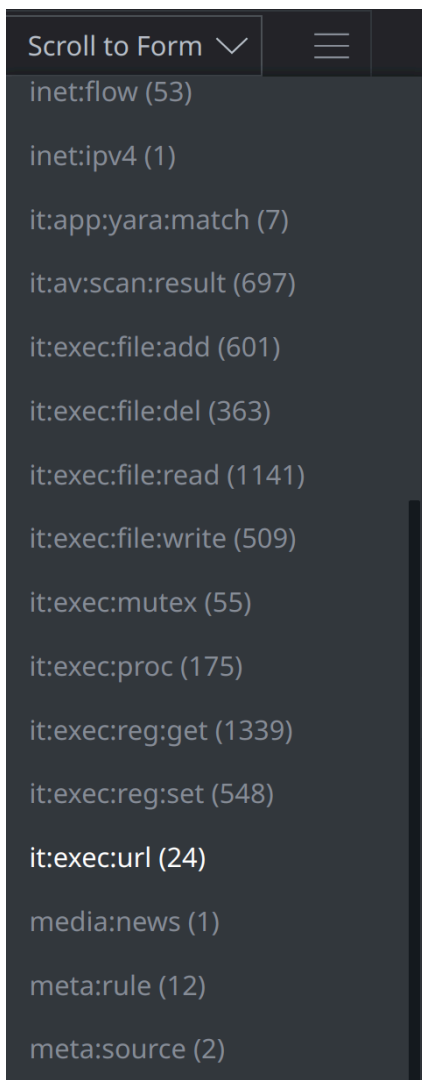 Scroll to Form
inet:flow (53)
inet:ipv4 (1)
it:app:yara:match (7)
it:av:scan:result (697)
it:exec:file:add (601)
it:exec:file:del (363)
it:exec:file:read (1141)
it:exec:file:write (509)
it:exec:mutex (55)
it:exec:proc (175)
it:exec:reg:get (1339)
it:exec:reg:set (548)
it:exec:url (24)
media:news (1)
meta:rule (12)
meta:source (2)